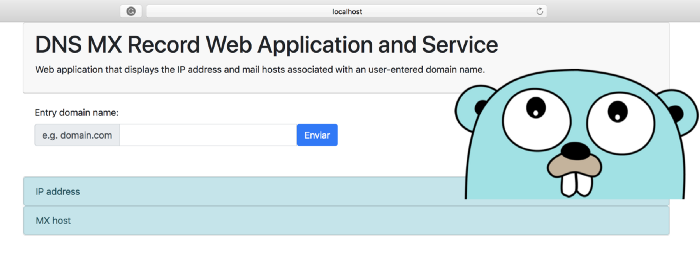 localhost
DNS MX Record Web Application and Service
Web application that displays the IP address and mail hosts associated with an user-entered domain name.
Entry domain name:
e.g. domain.com
Enviar
IP address
MX host